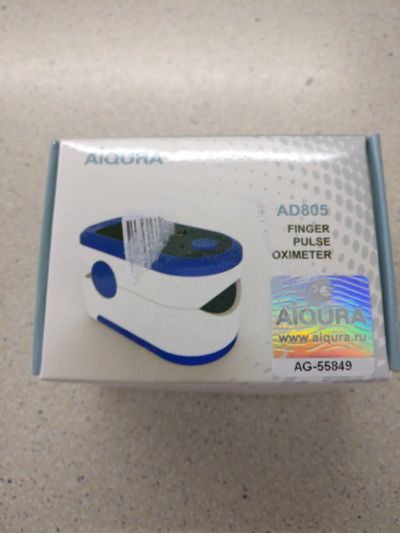 AiQURA
AD805
FINGER
PULSE
OXIMETER
AiQURA
www.aiqura.ru
AG-55849